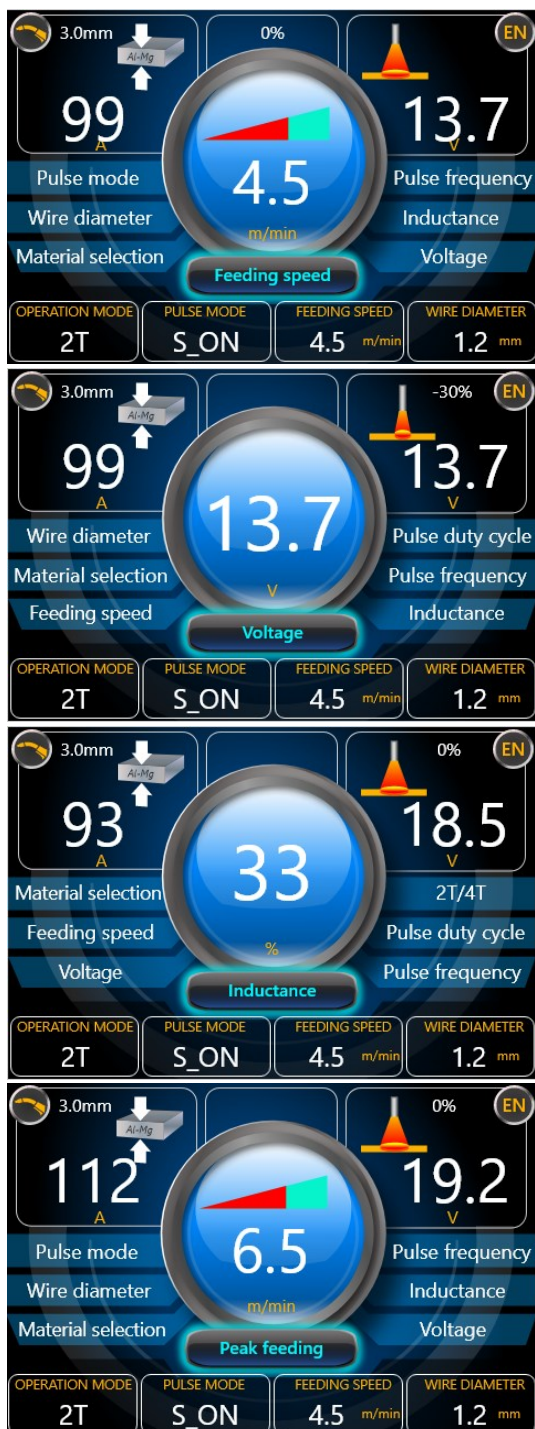 3.0mm 0% EN
Al-Mg
99 13.7
A V
Pulse mode 4.5 Pulse frequency
Wire diameter Inductance
m/min
Material selection Voltage
Feeding speed
OPERATION MODE PULSE MODE FEEDING SPEED WIRE DIAMETER
2T S_ON 4.5 m/min 1.2 mm
3.0mm -30% EN
Al-Mg
99 13.7 13.7
A V
Wire diameter Pulse duty cycle
Material selection Pulse frequency
V
Feeding speed Inductance
Voltage
OPERATION MODE PULSE MODE FEEDING SPEED WIRE DIAMETER
2T S_ON 4.5 m/min 1.2 mm
3.0mm 0% EN
Al-Mg
93 33 18.5
A V
Material selection 2T/4T
Feeding speed Pulse duty cycle
%
Voltage Pulse frequency
Inductance
OPERATION MODE PULSE MODE FEEDING SPEED WIRE DIAMETER
2T S_ON 4.5 m/min 1.2 mm
3.0mm 0% EN
Al-Mg
112 19.2
A V
Pulse mode 6.5 Pulse frequency
Wire diameter Inductance
m/min
Material selection Voltage
Peak feeding
OPERATION MODE PULSE MODE FEEDING SPEED WIRE DIAMETER
2T S_ON 4.5 m/min 1.2 mm